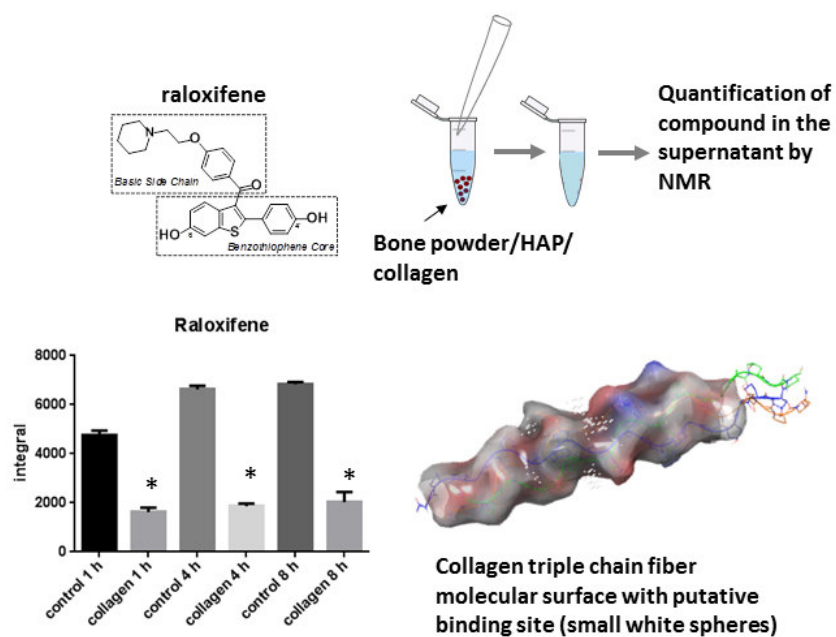 raloxifene
N
O
Basic Side Chain
O
HO
6
S
OH
4'
Benzothiophene Core
Bone powder/HAP/
collagen
Quantification of
compound in the
supernatant by
NMR
Raloxifene
integral
8000
6000
4000
2000
0
*
*
*
control 1 h
collagen 1 h
control 4 h
collagen 4 h
control 8 h
collagen 8 h
Collagen triple chain fiber
molecular surface with putative
binding site (small white spheres)